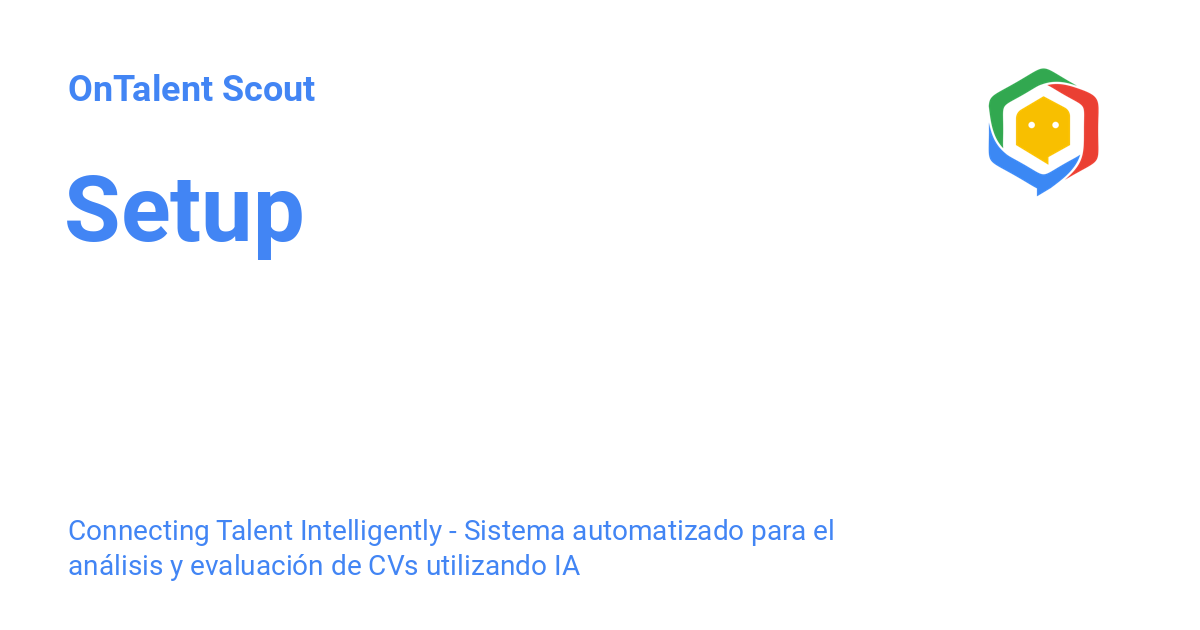 OnTalent Scout
Setup
Connecting Talent Intelligently - Sistema automatizado para el
análisis y evaluación de CVs utilizando IA